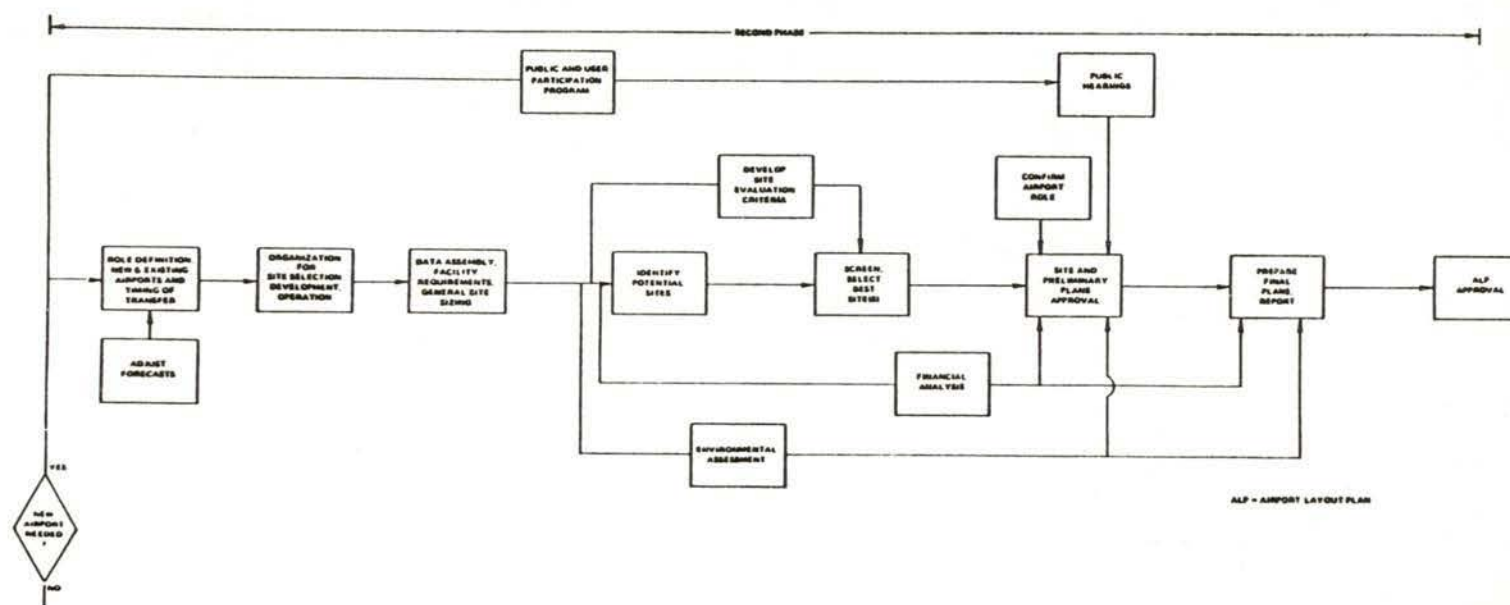 SECOND PHASE
PUBLIC AND USER
PARTICIPATION
PROGRAM
PUBLIC
HEARINGS
DEVELOP
SITE
EVALUATION
CRITERIA
CONFIRM
AIRPORT
ROLE
ROLE DEFINITION
NEW & EXISTING
AIRPORTS AND
TIMING OF
TRANSFER
ORGANIZATION
FOR
SITE SELECTION
DEVELOPMENT,
OPERATION
DATA ASSEMBLY,
FACILITY
REQUIREMENTS,
GENERAL SITE
SIZING
IDENTIFY
POTENTIAL
SITES
SCREEN,
SELECT
BEST
SITE(S)
SITE AND
PRELIMINARY
PLANS
APPROVAL
PREPARE
FINAL
PLANS,
REPORT
ALP
APPROVAL
ADJUST
FORECASTS
FINANCIAL
ANALYSIS
ENVIRONMENTAL
ASSESSMENT
YES
NEW
AIRPORT
NEEDED
?
NO
ALP = AIRPORT LAYOUT PLAN